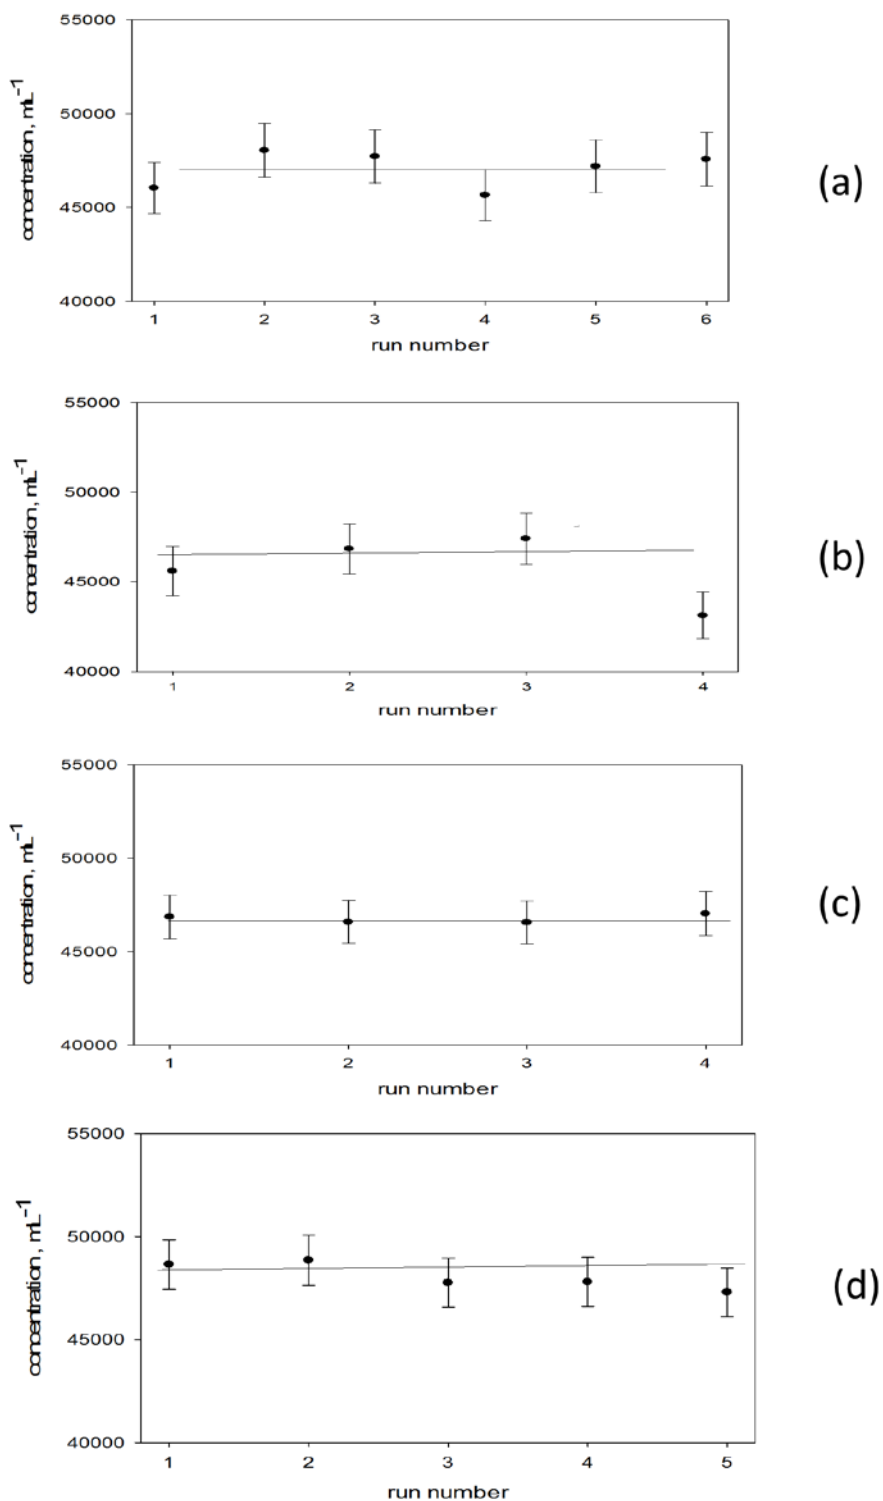 55000
50000
45000
40000
concentration, mL-1
1 2 3 4 5 6
run number
(a)
55000
50000
45000
40000
concentration, mL-1
1 2 3 4
run number
(b)
55000
50000
45000
40000
concentration, mL-1
1 2 3 4
run number
(c)
55000
50000
45000
40000
concentration, mL-1
1 2 3 4 5
run number
(d)